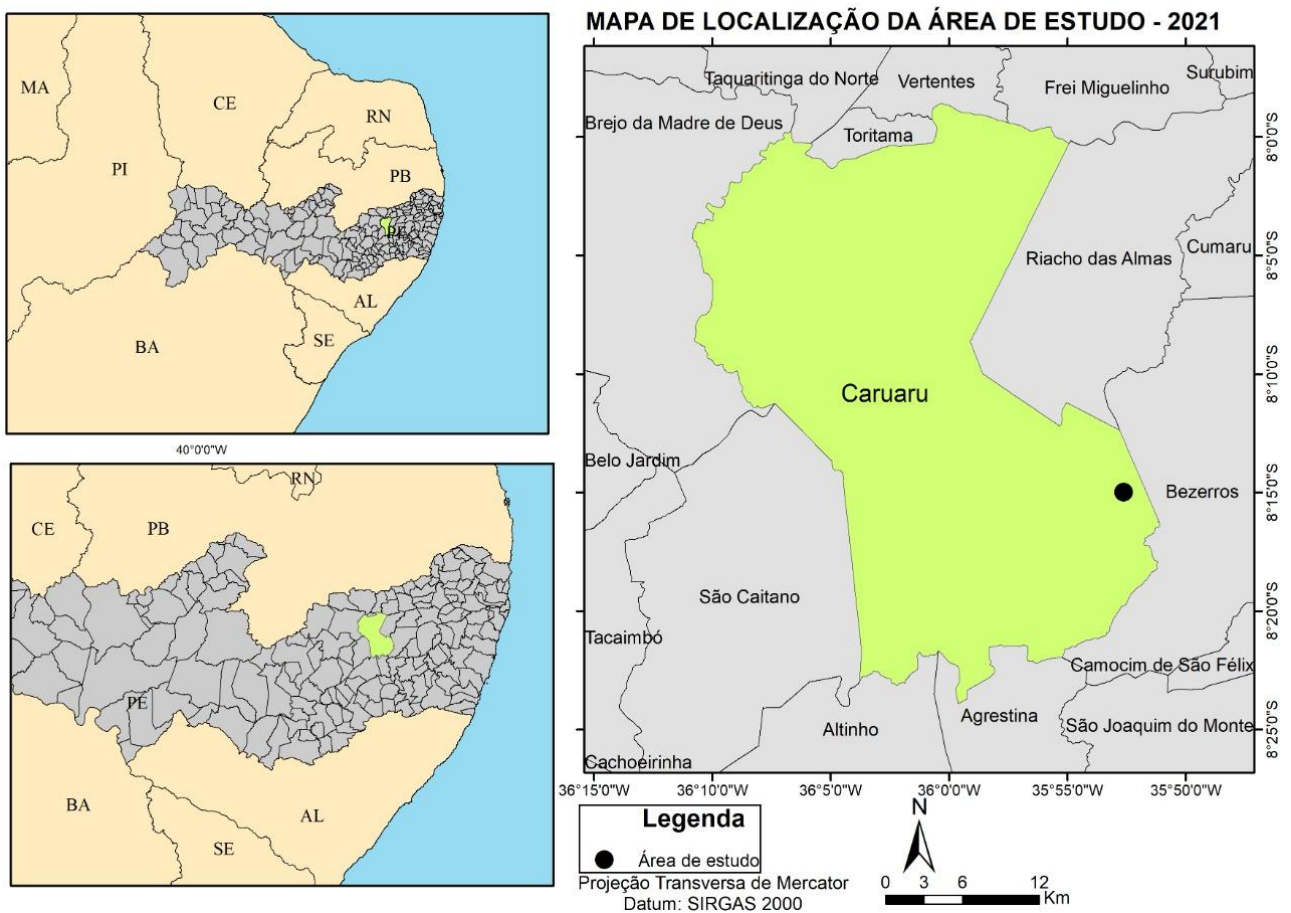 MAPA DE LOCALIZAÇÃO DA ÁREA DE ESTUDO - 2021
MA
CE
RN
PI
PB
PE
AL
SE
BA
40°0'0"W
RN
CE
PB
PE
BA
AL
SE
Taquaritinga do Norte
Vertentes
Frei Miguelinho
Surubim
Brejo da Madre de Deus
Toritama
Riacho das Almas
Cumaru
Caruaru
Belo Jardim
Bezerros
São Caitano
Tacaimbó
Camocim de São Félix
Altinho
Agrestina
São Joaquim do Monte
Cachoeirinha
8°0'0"S
8°5'0"S
8°10'0"S
8°15'0"S
8°20'0"S
8°25'0"S
36°15'0"W
36°10'0"W
36°5'0"W
36°0'0"W
35°55'0"W
35°50'0"W
Legenda
Área de estudo
Projeção Transversa de Mercator
Datum: SIRGAS 2000
N
0 3 6 12
Km